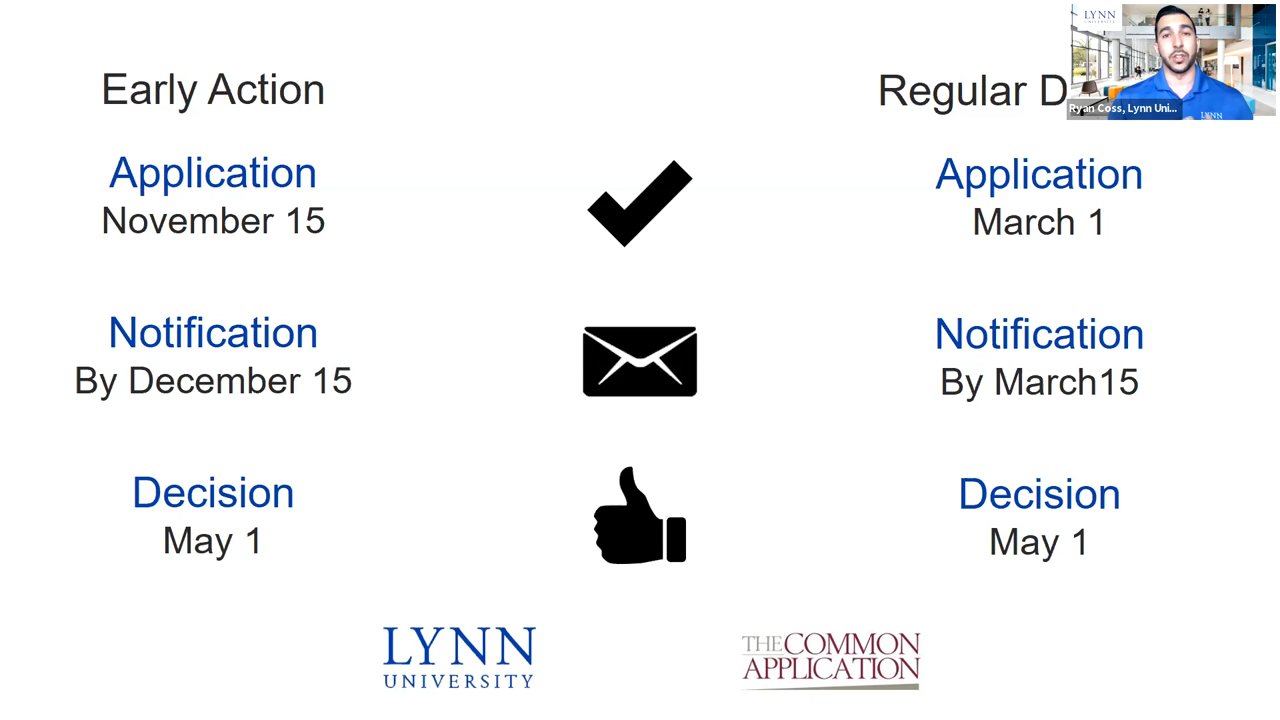 Early Action
Application
November 15
Notification
By December 15
Decision
May 1
Regular D
Application
March 1
Notification
By March15
Decision
May 1
LYNN
UNIVERSITY
THE COMMON
APPLICATION
LYNN
Ryan Coss, Lynn Uni...
LYNN